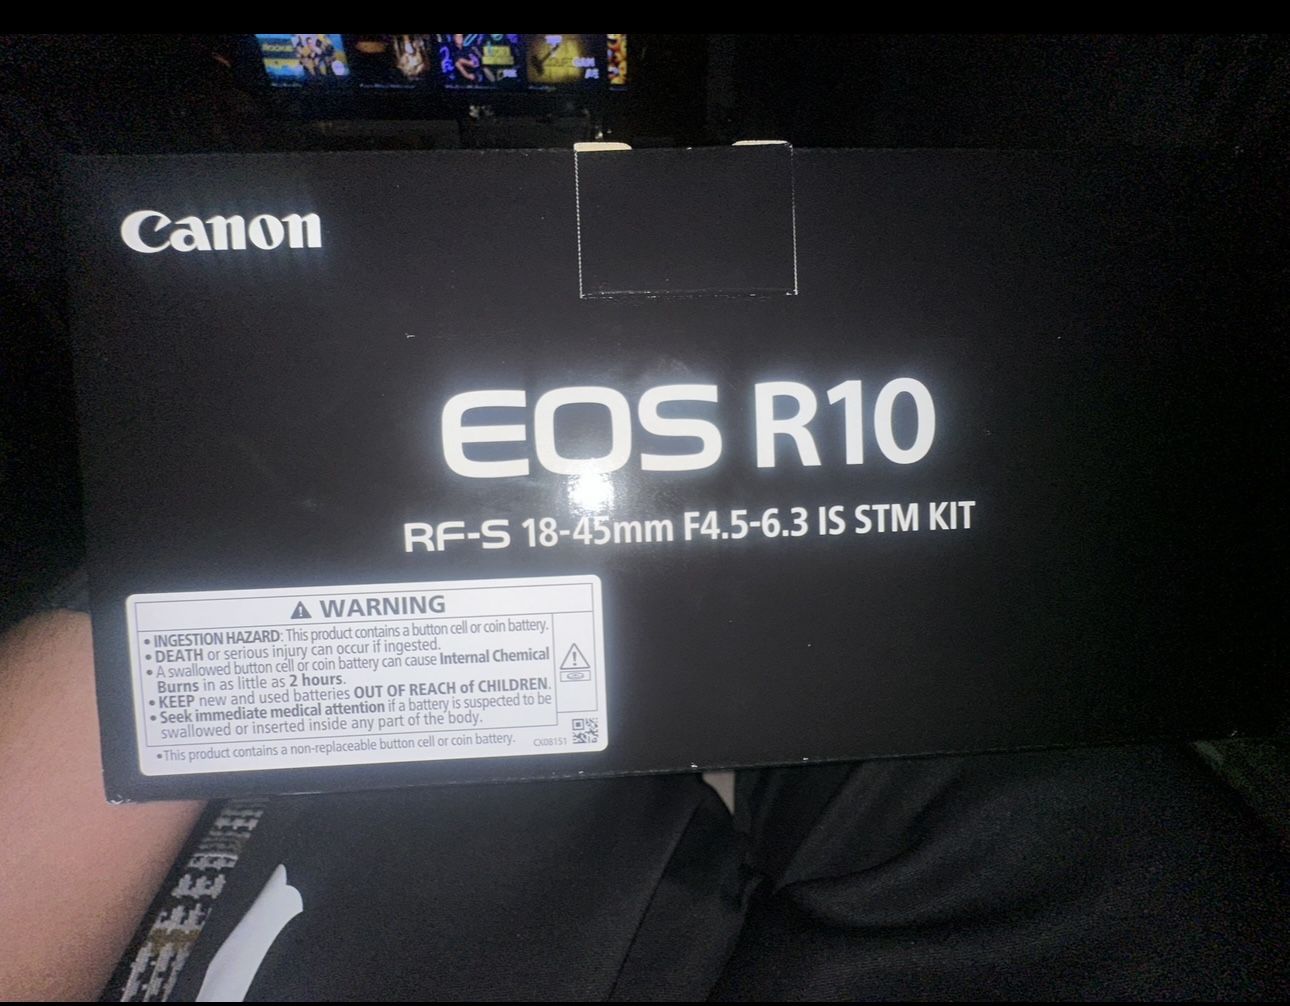 Canon
EOS R10
RF-S 18-45mm F4.5-6.3 IS STM KIT
⚠ WARNING
• INGESTION HAZARD: This product contains a button cell or coin battery.
• DEATH or serious injury can occur if ingested.
• A swallowed button cell or coin battery can cause Internal Chemical
Burns in as little as 2 hours.
• KEEP new and used batteries OUT OF REACH of CHILDREN.
• Seek immediate medical attention if a battery is suspected to be
swallowed or inserted inside any part of the body.
•This product contains a non-replaceable button cell or coin battery.
CX08151